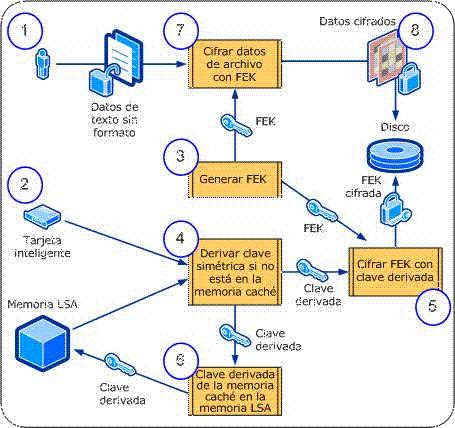 1
7
Datos cifrados
8
Cifrar datos
de archivo
con FEK
Datos de
texto sin
formato
FEK
Disco
3
Generar FEK
FEK
cifrada
2
FEK
Tarjeta
inteligente
4
Derivar clave
simétrica si no
está en la
memoria caché
Clave
derivada
Cifrar FEK con
clave derivada
5
Memoria LSA
Clave
derivada
6
Clave
derivada
Clave derivada
de la memoria
caché en la
memoria LSA